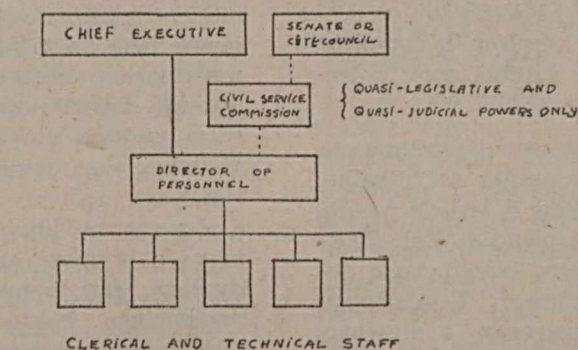 CHIEF EXECUTIVE
SENATE OR
CITY COUNCIL
CIVIL SERVICE
COMMISSION
QUASI-LEGISLATIVE AND
QUASI-JUDICIAL POWERS ONLY
DIRECTOR OF
PERSONNEL
CLERICAL AND TECHNICAL STAFF